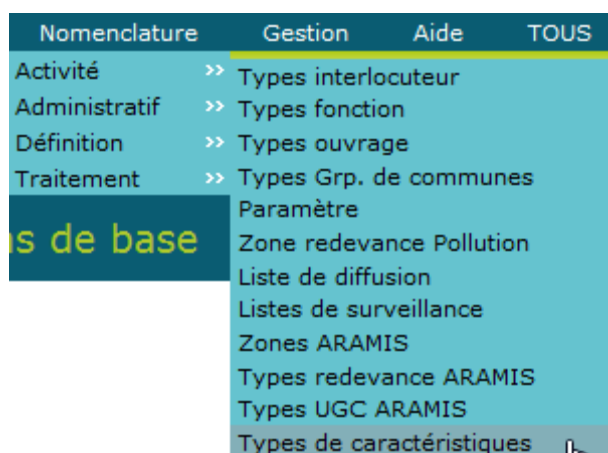 Nomenclature Gestion Aide TOUS
Activité >>
Administratif >>
Définition >>
Traitement >>
Types interlocuteur
Types fonction
Types ouvrage
Types Grp. de communes
Paramètre
Zone redevance Pollution
Liste de diffusion
Listes de surveillance
Zones ARAMIS
Types redevance ARAMIS
Types UGC ARAMIS
Types de caractéristiques
s de base